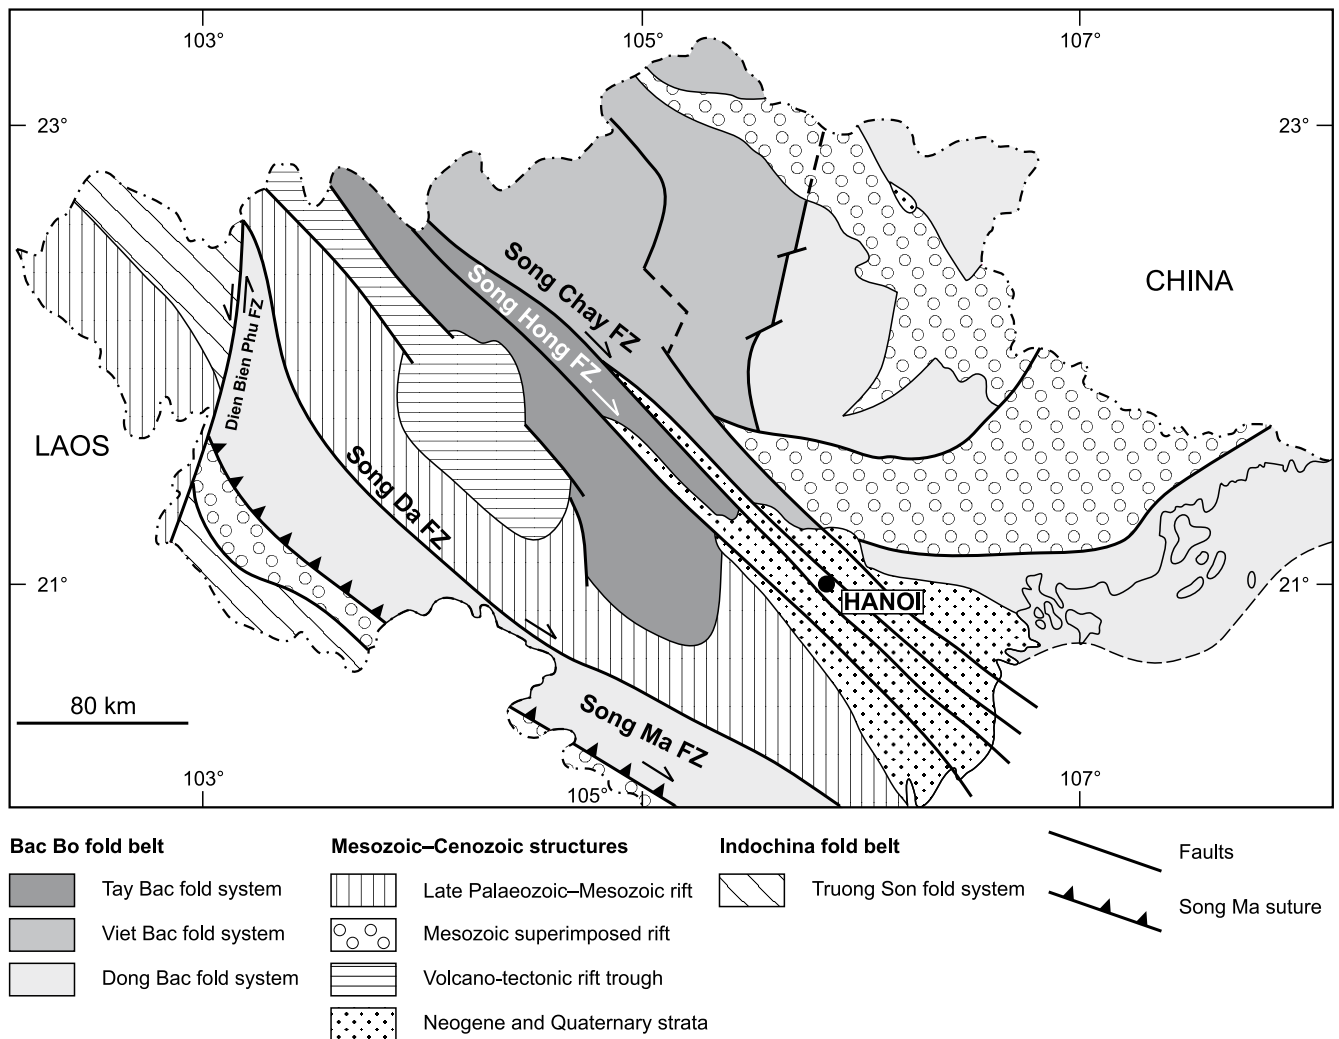 103°
105°
107°
23°
23°
Song Chay FZ
Song Hong FZ
CHINA
Dien Bien Phu FZ
LAOS
Song Da FZ
21°
21°
HANOI
80 km
Song Ma FZ
103°
105°
107°
Bac Bo fold belt
Tay Bac fold system
Viet Bac fold system
Dong Bac fold system
Mesozoic–Cenozoic structures
Late Palaeozoic–Mesozoic rift
Mesozoic superimposed rift
Volcano-tectonic rift trough
Neogene and Quaternary strata
Indochina fold belt
Truong Son fold system
Faults
Song Ma suture